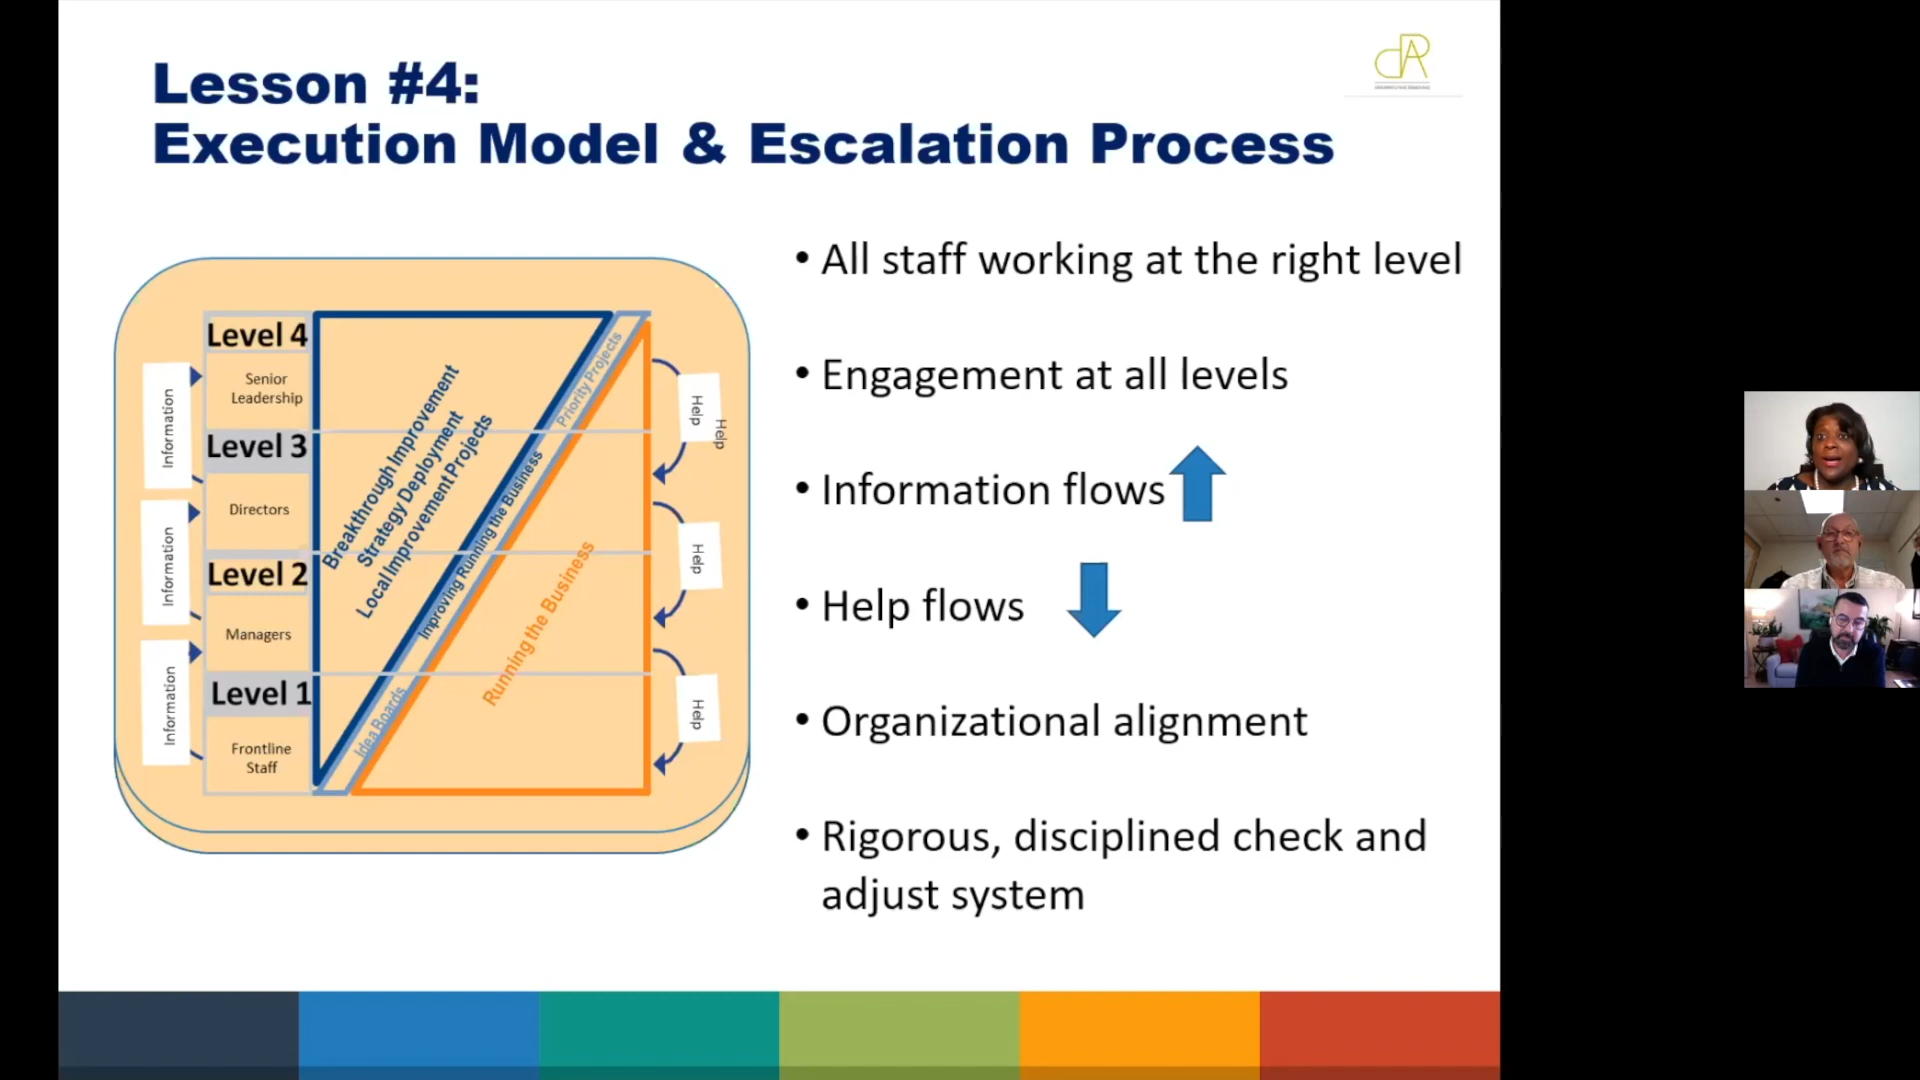 Lesson #4:
Execution Model & Escalation Process
• All staff working at the right level
• Engagement at all levels
• Information flows
• Help flows
• Organizational alignment
• Rigorous, disciplined check and
adjust system
Level 4
Senior
Leadership
Level 3
Directors
Level 2
Managers
Level 1
Frontline
Staff
Information
Information
Information
Breakthrough Improvement
Strategy Deployment
Local Improvement Projects
Priority Projects
Improving Running the Business
Idea Boards
Running the Business
Help
Help
Help
Help